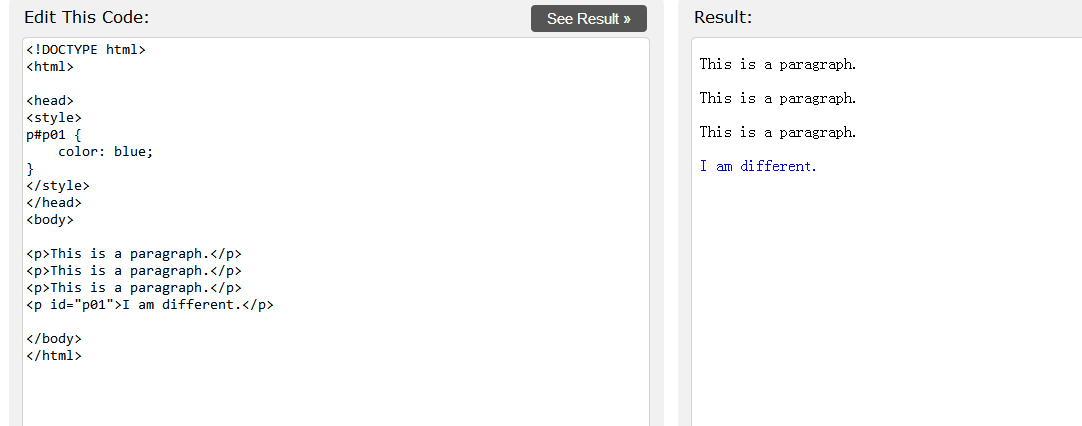 Edit This Code:
See Result »
<!DOCTYPE html>
<html>
<head>
<style>
p#p01 {
    color: blue;
}
</style>
</head>
<body>
<p>This is a paragraph.</p>
<p>This is a paragraph.</p>
<p>This is a paragraph.</p>
<p id="p01">I am different.</p>
</body>
</html>
Result:
This is a paragraph.
This is a paragraph.
This is a paragraph.
I am different.